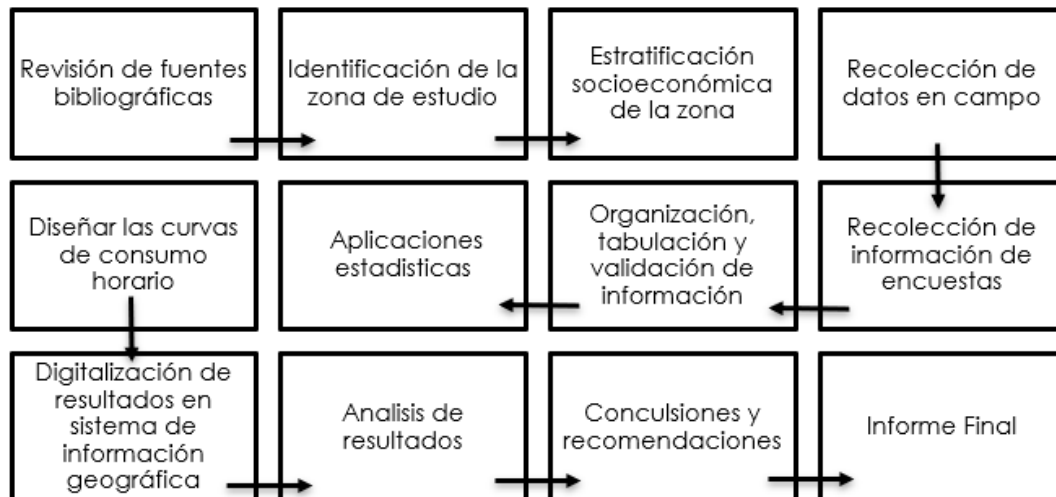 Revisión de fuentes
bibliográficas
Identificación de la
zona de estudio
Estratificación
socioeconómica
de la zona
Recolección de
datos en campo
Diseñar las curvas
de consumo
horario
Aplicaciones
estadisticas
Organización,
tabulación y
validación de
información
Recolección de
información de
encuestas
Digitalización de
resultados en
sistema de
información
geográfica
Analisis de
resultados
Conculsiones y
recomendaciones
Informe Final